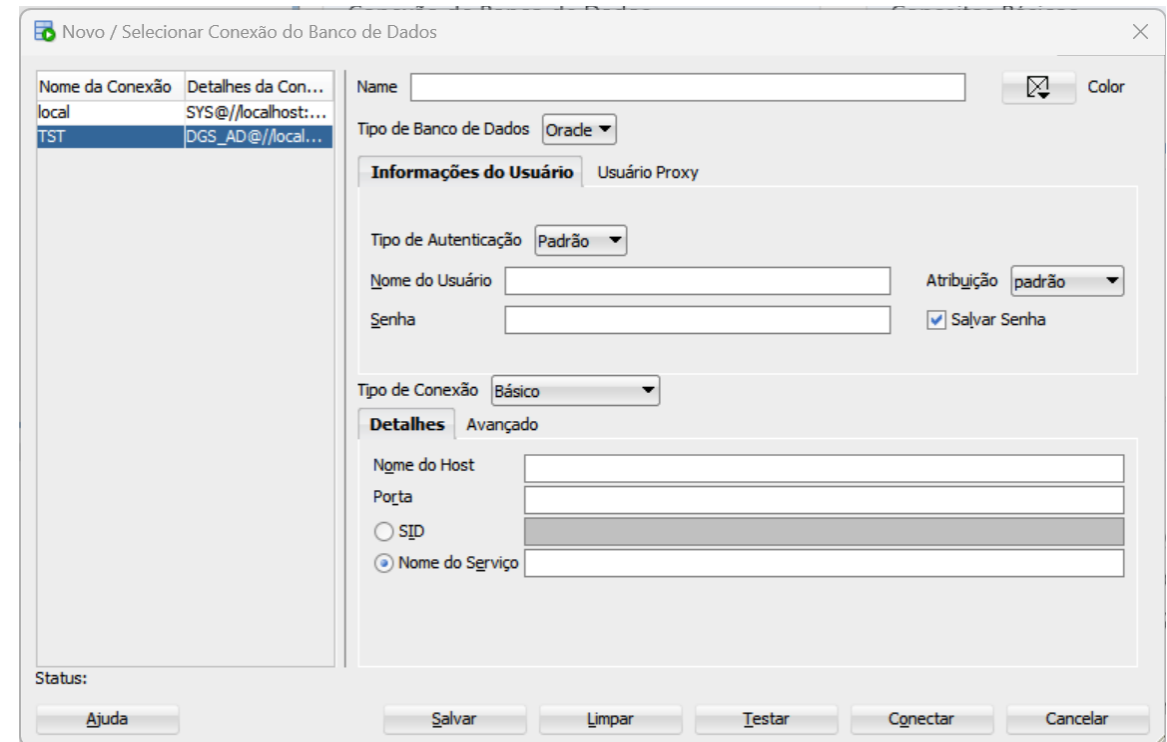 Novo / Selecionar Conexão do Banco de Dados
Nome da Conexão Detalhes da Con...
local SYS@//localhost:...
TST DGS_AD@//local...
Name Color
Tipo de Banco de Dados Oracle
Informações do Usuário Usuário Proxy
Tipo de Autenticação Padrão
Nome do Usuário Atribuição padrão
Senha Salvar Senha
Tipo de Conexão Básico
Detalhes Avançado
Nome do Host
Porta
SID
Nome do Serviço
Status:
Ajuda Salvar Limpar Testar Conectar Cancelar